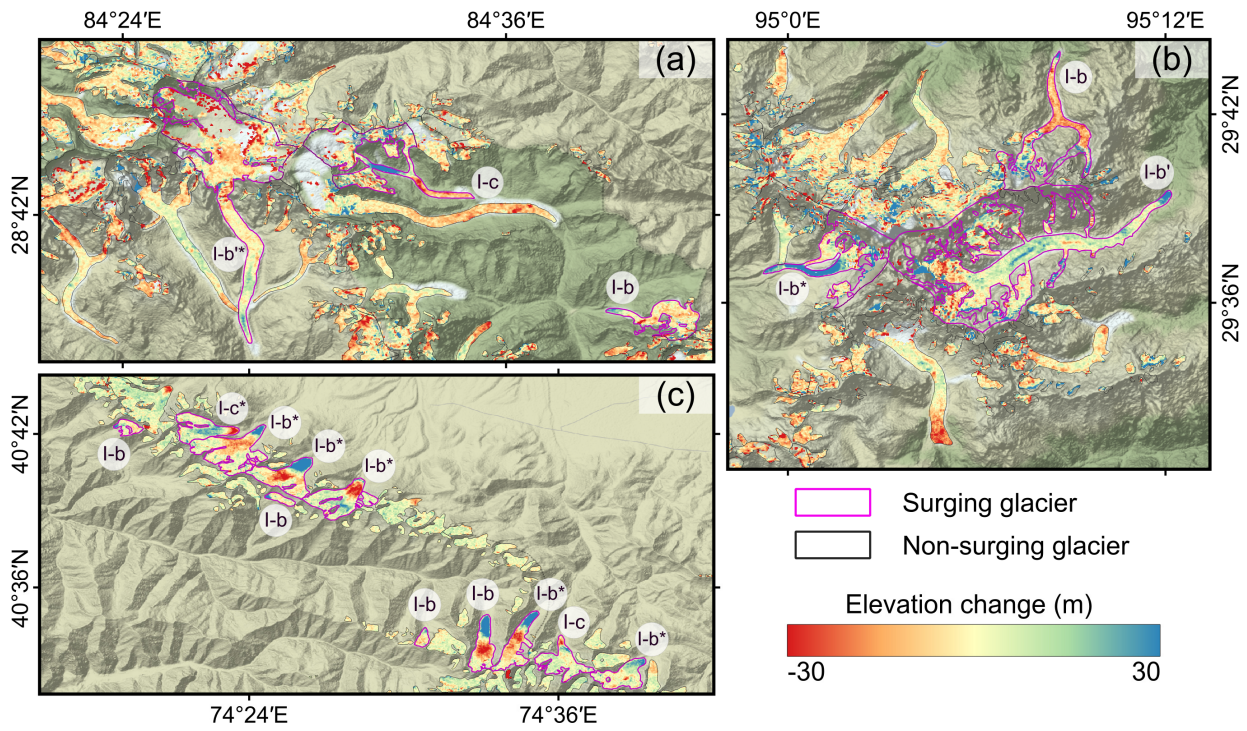 84°24′E
84°36′E
95°0′E
95°12′E
(a)
(b)
28°42′N
29°42′N
29°36′N
I-b
I-c
I-b'
I-b'*
I-b*
I-b
(c)
40°42′N
40°36′N
I-c*
I-b*
I-b*
I-b*
I-b
I-b
I-b
I-b
I-b*
I-c
I-b*
74°24′E
74°36′E
Surging glacier
Non-surging glacier
Elevation change (m)
-30
30